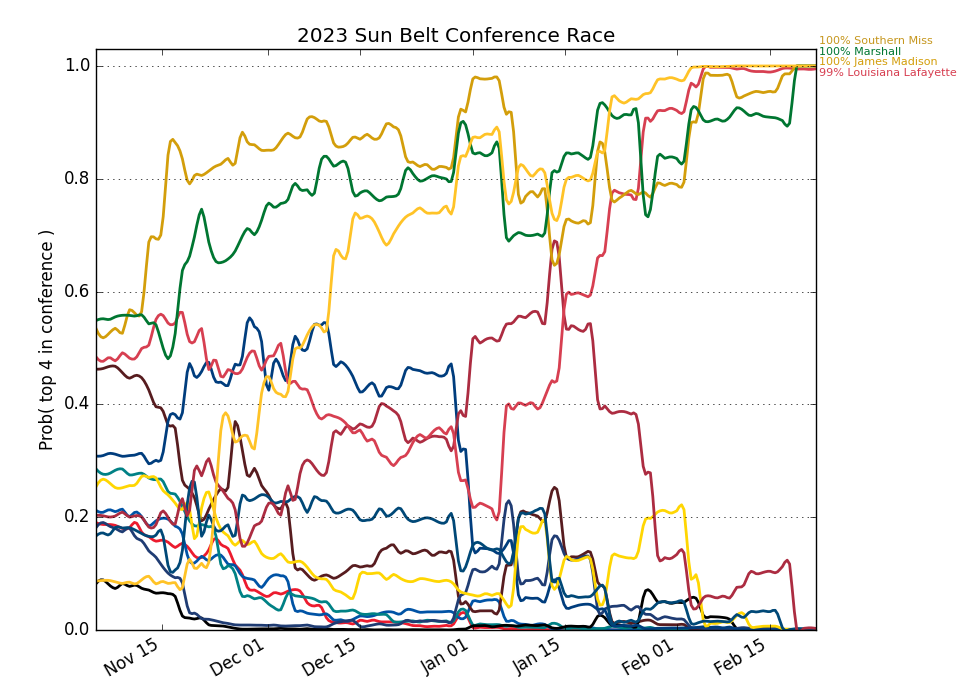 2023 Sun Belt Conference Race
100% Southern Miss
100% Marshall
100% James Madison
99% Louisiana Lafayette
1.0
0.8
0.6
0.4
0.2
0.0
Prob( top 4 in conference )
Nov 15
Dec 01
Dec 15
Jan 01
Jan 15
Feb 01
Feb 15